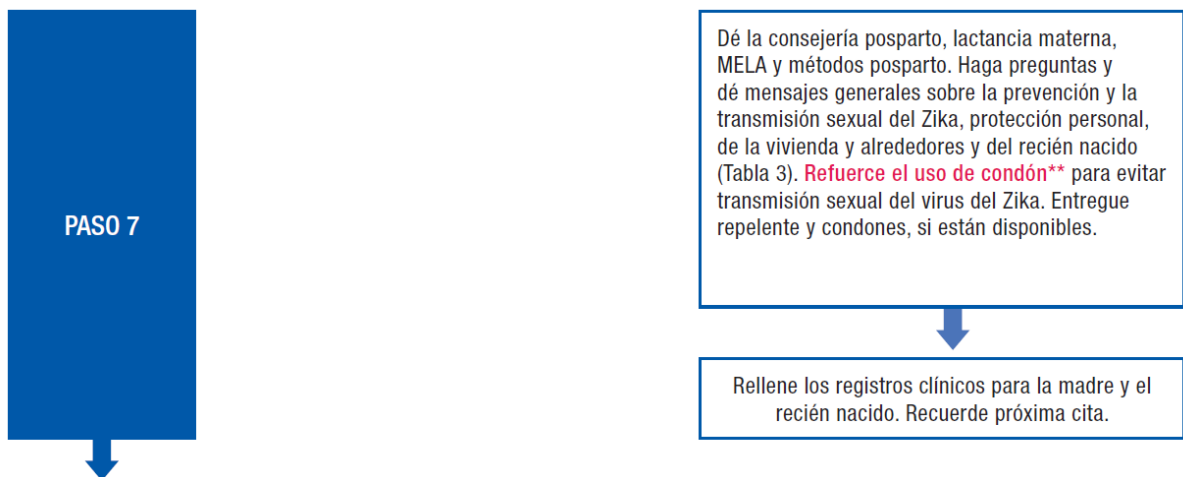 PASO 7
Dé la consejería posparto, lactancia materna,
MELA y métodos posparto. Haga preguntas y
dé mensajes generales sobre la prevención y la
transmisión sexual del Zika, protección personal,
de la vivienda y alrededores y del recién nacido
(Tabla 3). Refuerce el uso de condón** para evitar
transmisión sexual del virus del Zika. Entregue
repelente y condones, si están disponibles.
Rellene los registros clínicos para la madre y el
recién nacido. Recuerde próxima cita.